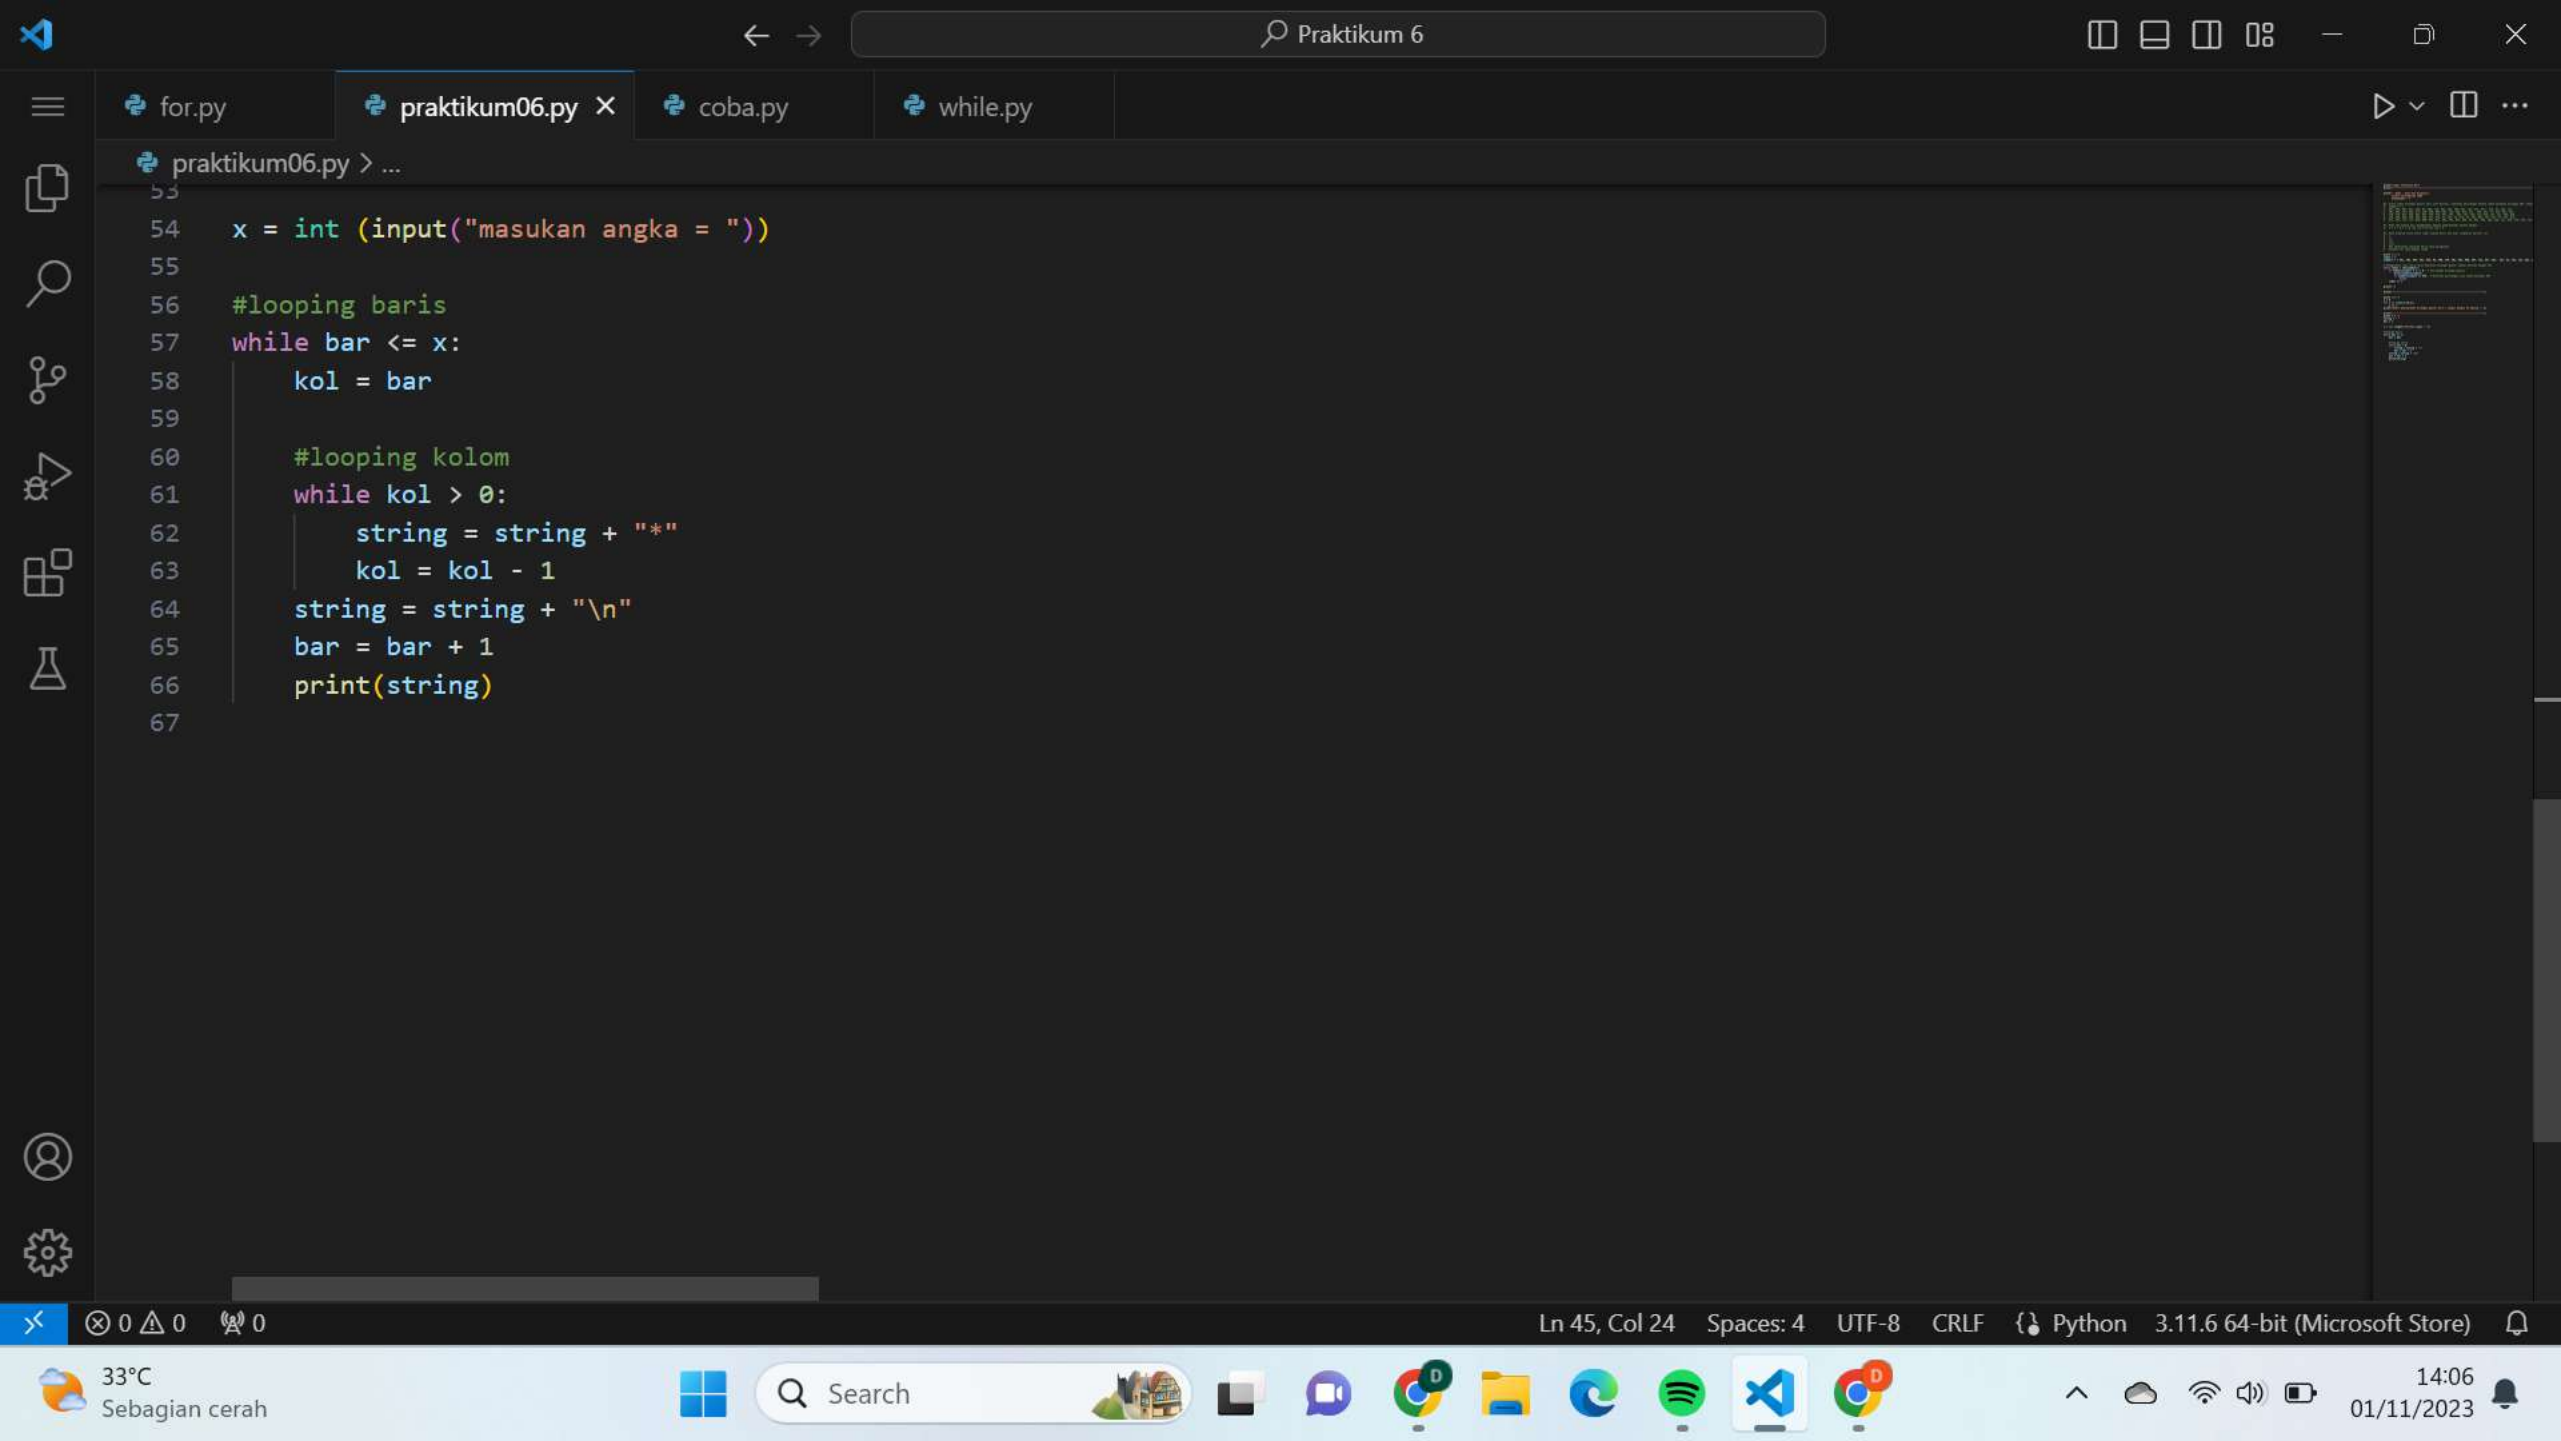 Praktikum 6
for.py praktikum06.py coba.py while.py
praktikum06.py > ...
53
54 x = int (input("masukan angka = "))
55
56 #looping baris
57 while bar <= x:
58 kol = bar
59
60 #looping kolom
61 while kol > 0:
62 string = string + "*"
63 kol = kol - 1
64 string = string + "\n"
65 bar = bar + 1
66 print(string)
67
0 0 0 Ln 45, Col 24 Spaces: 4 UTF-8 CRLF Python 3.11.6 64-bit (Microsoft Store)
33°C
Sebagian cerah
Search
D
D
14:06
01/11/2023